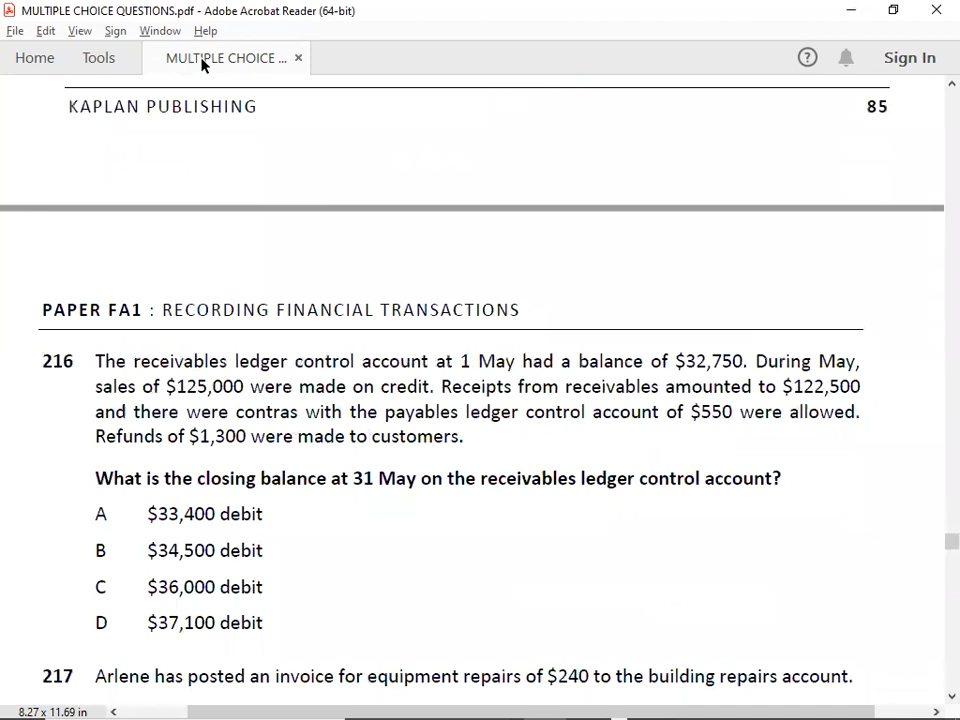 MULTIPLE CHOICE QUESTIONS.pdf - Adobe Acrobat Reader (64-bit)
File Edit View Sign Window Help
Home Tools MULTIPLE CHOICE ... × ? Sign In
KAPLAN PUBLISHING 85
PAPER FA1 : RECORDING FINANCIAL TRANSACTIONS
216 The receivables ledger control account at 1 May had a balance of $32,750. During May,
sales of $125,000 were made on credit. Receipts from receivables amounted to $122,500
and there were contras with the payables ledger control account of $550 were allowed.
Refunds of $1,300 were made to customers.
What is the closing balance at 31 May on the receivables ledger control account?
A $33,400 debit
B $34,500 debit
C $36,000 debit
D $37,100 debit
217 Arlene has posted an invoice for equipment repairs of $240 to the building repairs account.
8.27 x 11.69 in